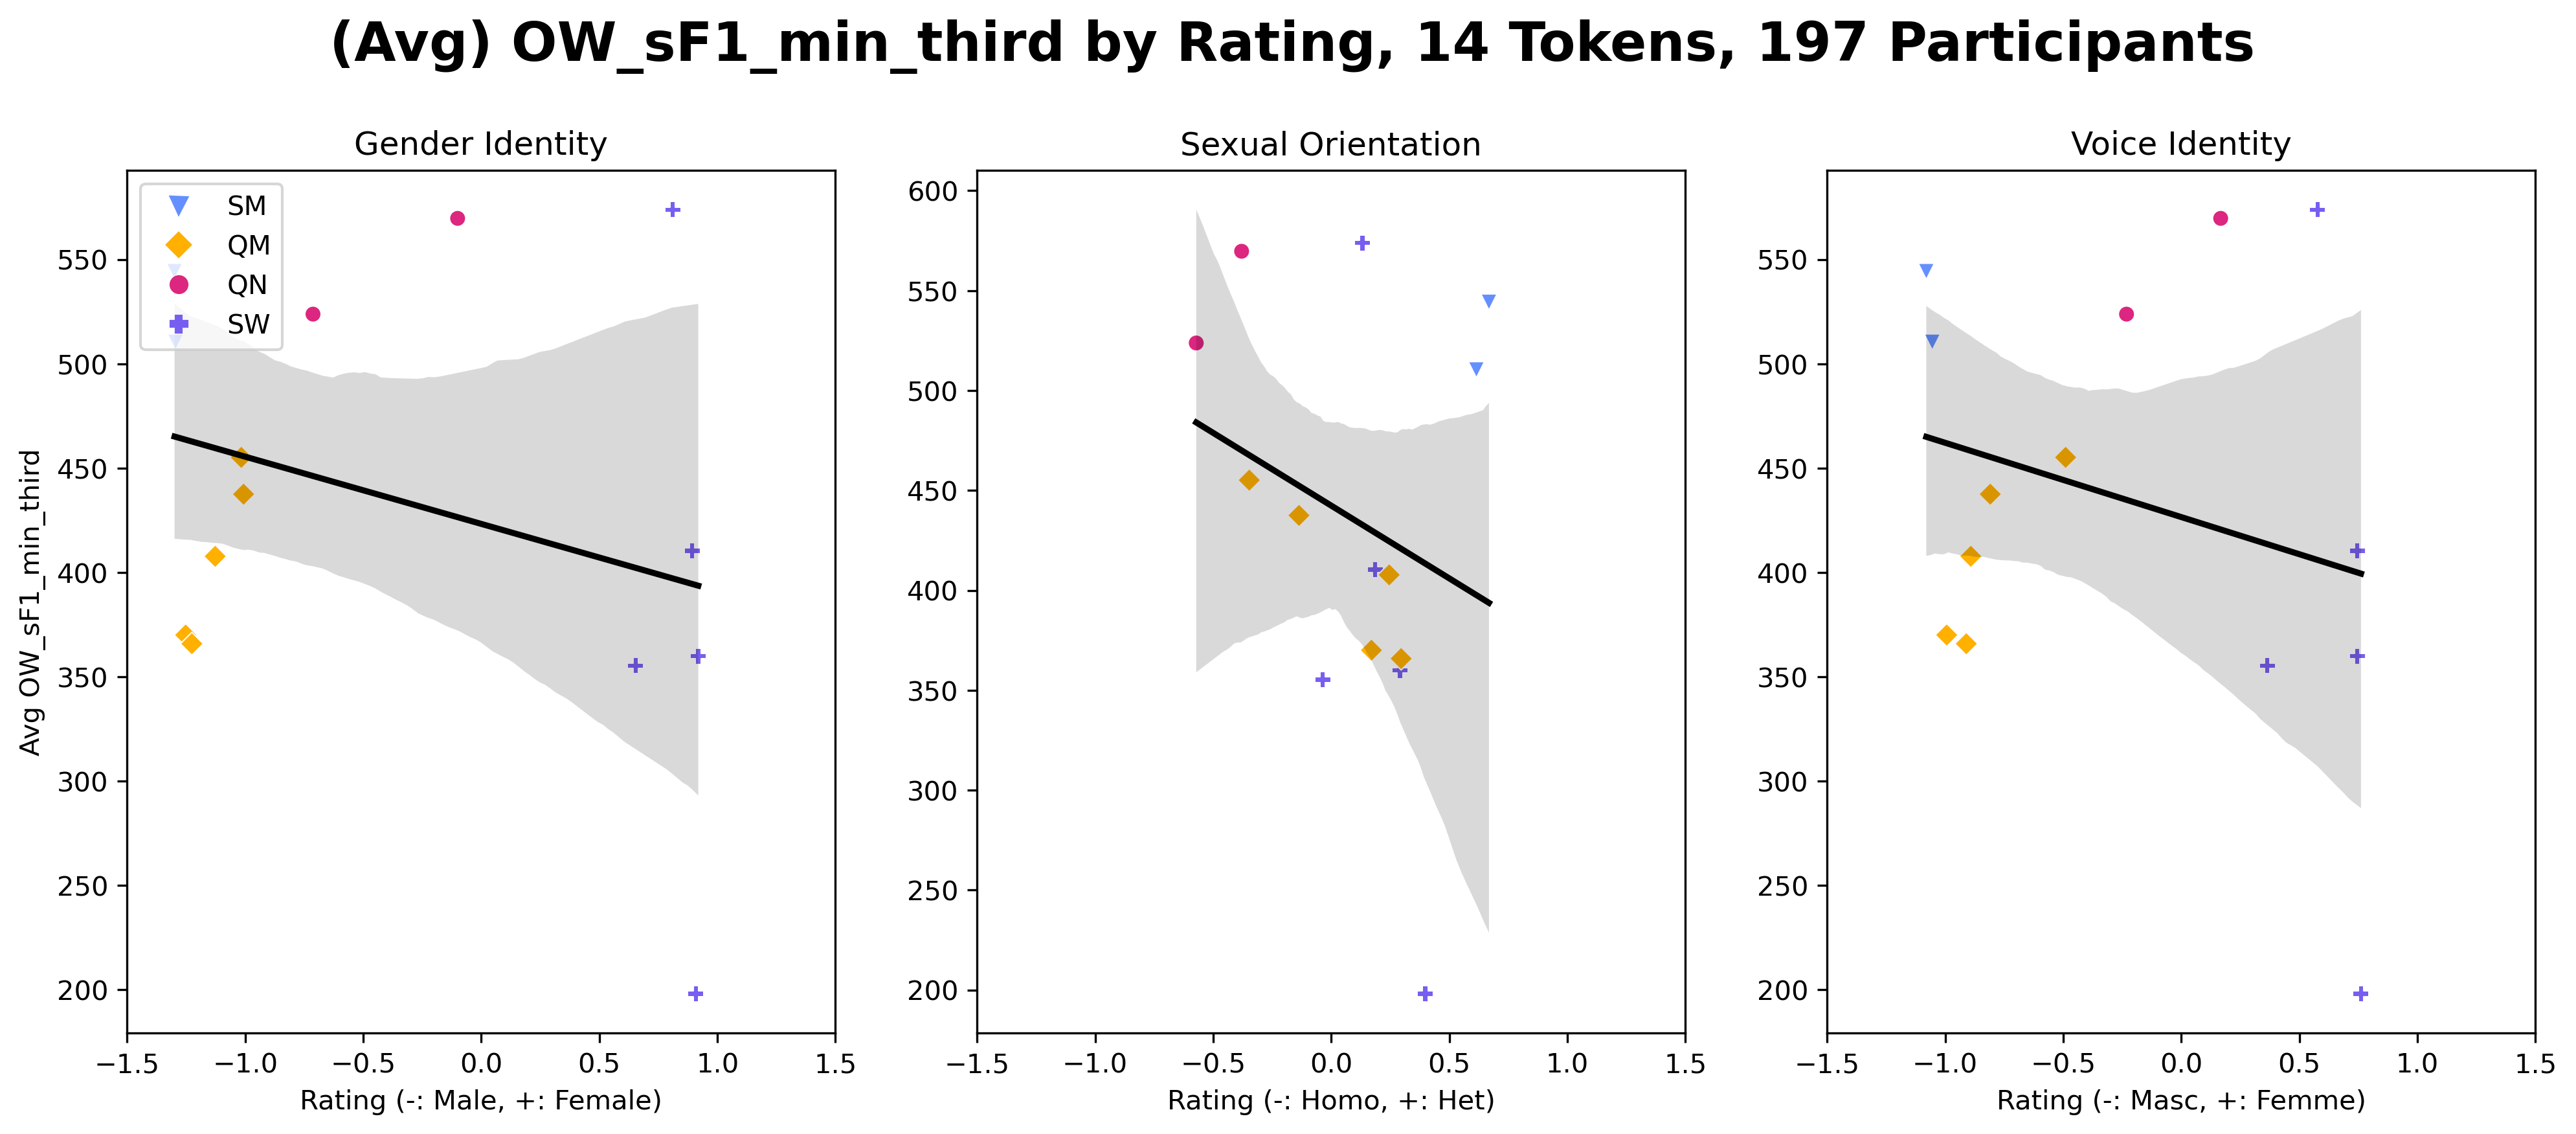 (Avg) OW_sF1_min_third by Rating, 14 Tokens, 197 Participants
Gender Identity
SM
QM
QN
SW
550
500
450
400
350
300
250
200
Avg OW_sF1_min_third
−1.5 −1.0 −0.5 0.0 0.5 1.0 1.5
Rating (-: Male, +: Female)
Sexual Orientation
600
550
500
450
400
350
300
250
200
−1.5 −1.0 −0.5 0.0 0.5 1.0 1.5
Rating (-: Homo, +: Het)
Voice Identity
550
500
450
400
350
300
250
200
−1.5 −1.0 −0.5 0.0 0.5 1.0 1.5
Rating (-: Masc, +: Femme)